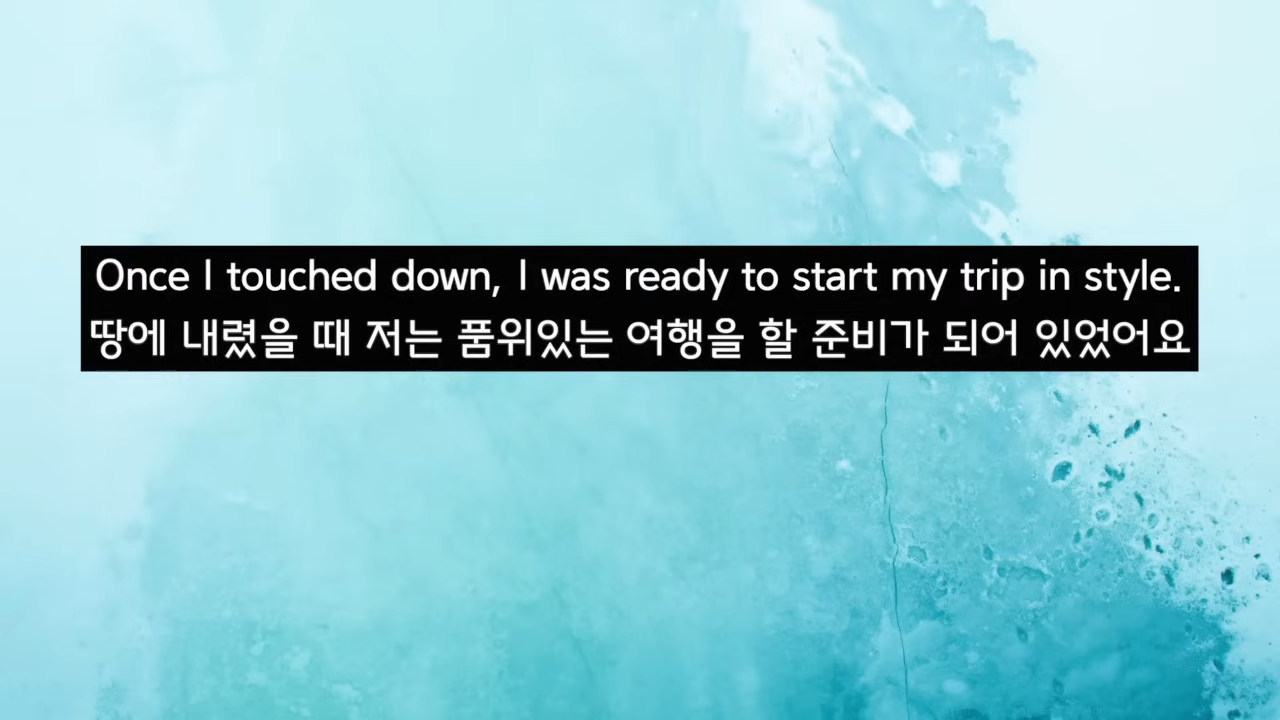 Once I touched down, I was ready to start my trip in style.
땅에 내렸을 때 저는 품위있는 여행을 할 준비가 되어 있었어요